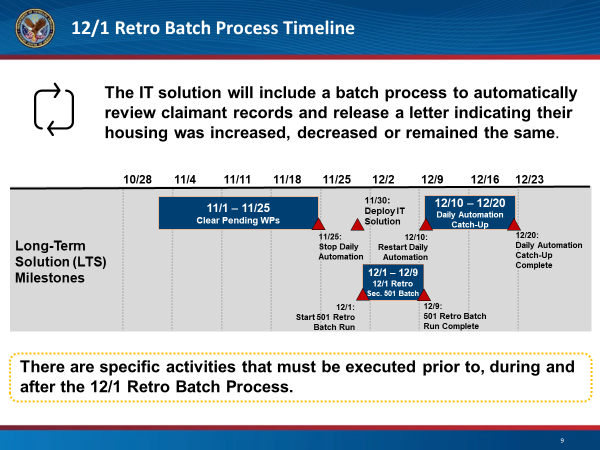 12/1 Retro Batch Process Timeline
The IT solution will include a batch process to automatically
review claimant records and release a letter indicating their
housing was increased, decreased or remained the same.
10/28 11/4 11/11 11/18 11/25 12/2 12/9 12/16 12/23
Long-Term
Solution (LTS)
Milestones
11/1 – 11/25
Clear Pending WPs
11/25:
Stop Daily
Automation
11/30:
Deploy IT
Solution
12/10:
Restart Daily
Automation
12/10 – 12/20
Daily Automation
Catch-Up
12/20:
Daily Automation
Catch-Up
Complete
12/1 – 12/9
12/1 Retro
Sec. 501 Batch
12/1:
Start 501 Retro
Batch Run
12/9:
501 Retro Batch
Run Complete
There are specific activities that must be executed prior to, during and
after the 12/1 Retro Batch Process.
9